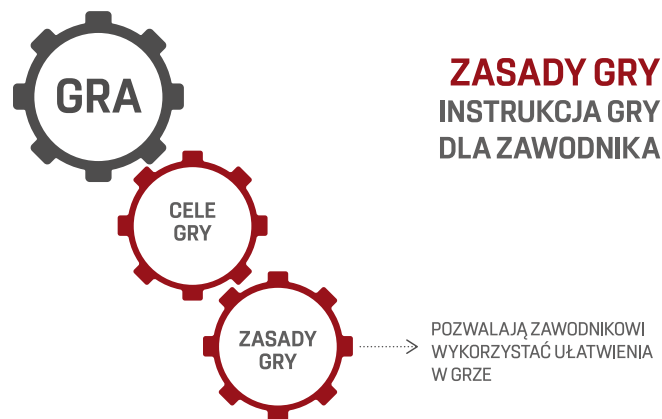 GRA
ZASADY GRY
INSTRUKCJA GRY
DLA ZAWODNIKA
CELE
GRY
ZASADY
GRY
POZWALAJĄ ZAWODNIKOWI
WYKORZYSTAĆ UŁATWIENIA
W GRZE